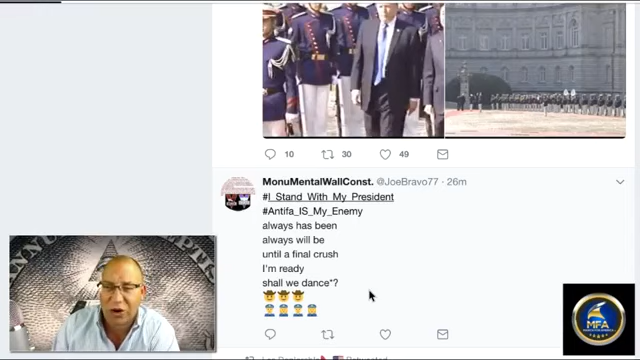 10 30 49
MonuMentalWallConst. @JoeBravo77 · 26m
#I_Stand_With_My_President
#Antifa_IS_My_Enemy
always has been
always will be
until a final crush
I'm ready
shall we dance*?
MFA